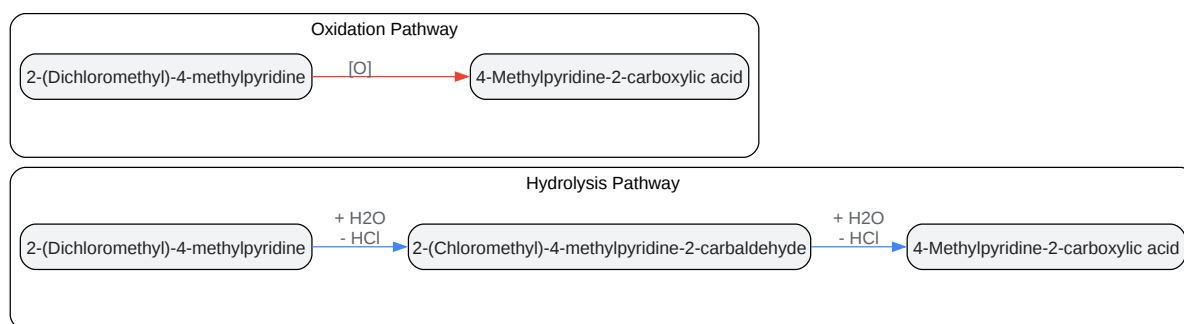 Oxidation Pathway
2-(Dichloromethyl)-4-methylpyridine
[O]
4-Methylpyridine-2-carboxylic acid
Hydrolysis Pathway
2-(Dichloromethyl)-4-methylpyridine
+ H2O
- HCl
2-(Chloromethyl)-4-methylpyridine-2-carbaldehyde
+ H2O
- HCl
4-Methylpyridine-2-carboxylic acid